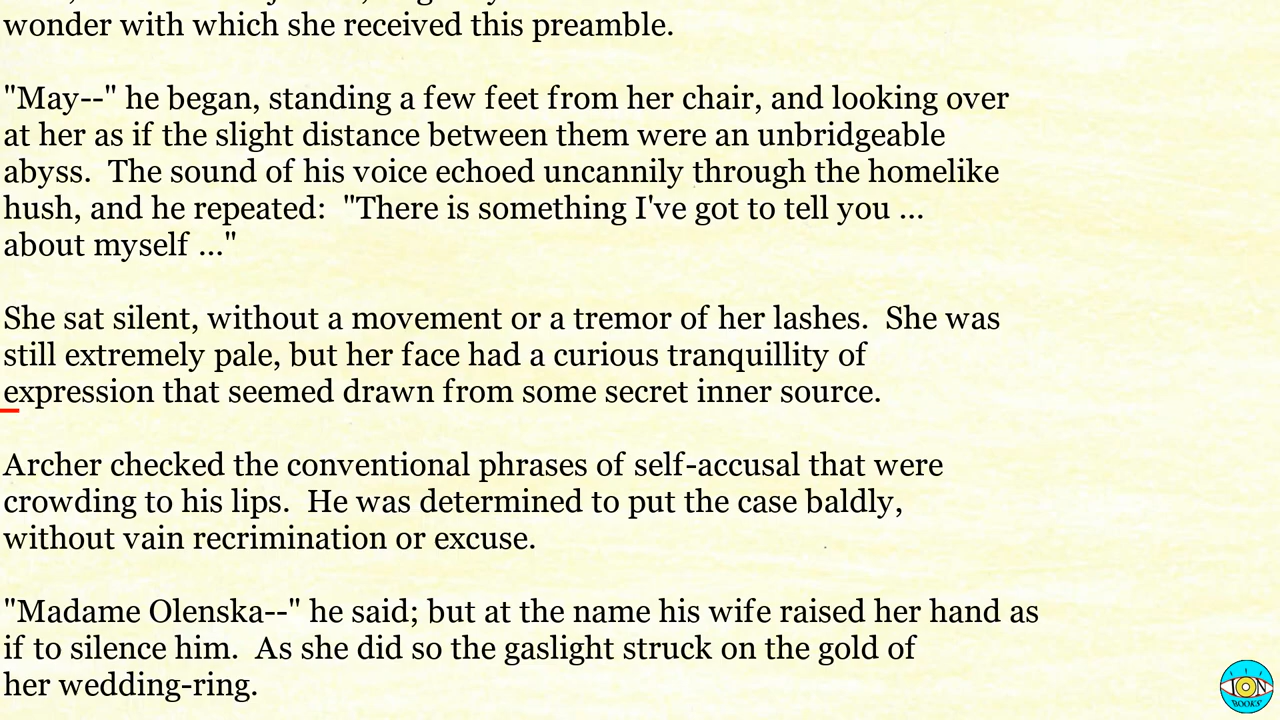 wonder with which she received this preamble.
"May--" he began, standing a few feet from her chair, and looking over
at her as if the slight distance between them were an unbridgeable
abyss.  The sound of his voice echoed uncannily through the homelike
hush, and he repeated:  "There is something I've got to tell you ...
about myself ..."
She sat silent, without a movement or a tremor of her lashes.  She was
still extremely pale, but her face had a curious tranquillity of
expression that seemed drawn from some secret inner source.
Archer checked the conventional phrases of self-accusal that were
crowding to his lips.  He was determined to put the case baldly,
without vain recrimination or excuse.
"Madame Olenska--" he said; but at the name his wife raised her hand as
if to silence him.  As she did so the gaslight struck on the gold of
her wedding-ring.
ION
BOOKS